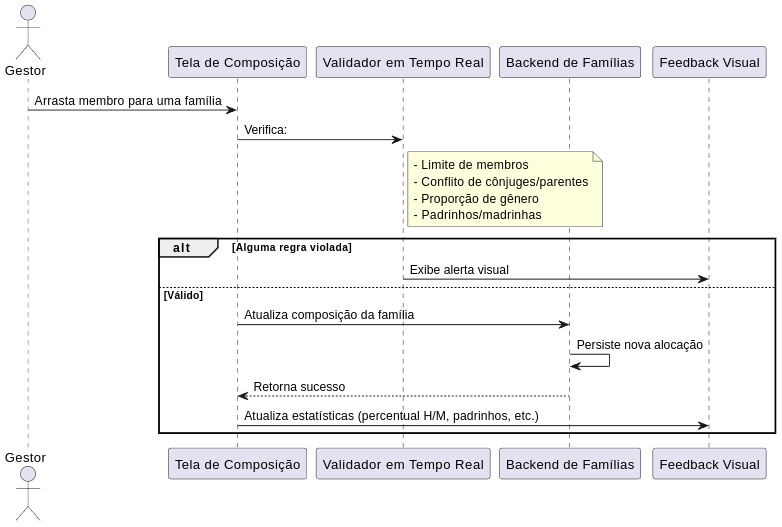 Gestor
Tela de Composição
Validador em Tempo Real
Backend de Famílias
Feedback Visual
Arrasta membro para uma família
Verifica:
- Limite de membros
- Conflito de cônjuges/parentes
- Proporção de gênero
- Padrinhos/madrinhas
alt
[Alguma regra violada]
Exibe alerta visual
[Válido]
Atualiza composição da família
Persiste nova alocação
Retorna sucesso
Atualiza estatísticas (percentual H/M, padrinhos, etc.)
Gestor
Tela de Composição
Validador em Tempo Real
Backend de Famílias
Feedback Visual